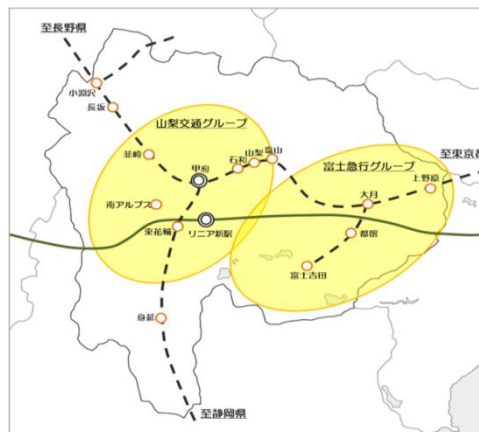 至長野県
小淵沢
長坂
山梨交通グループ
韮崎
甲府
石和
山梨
塩山
富士急行グループ
至東京都
上野原
大月
南アルプス
東花輪
リニア新駅
都留
富士吉田
身延
至静岡県